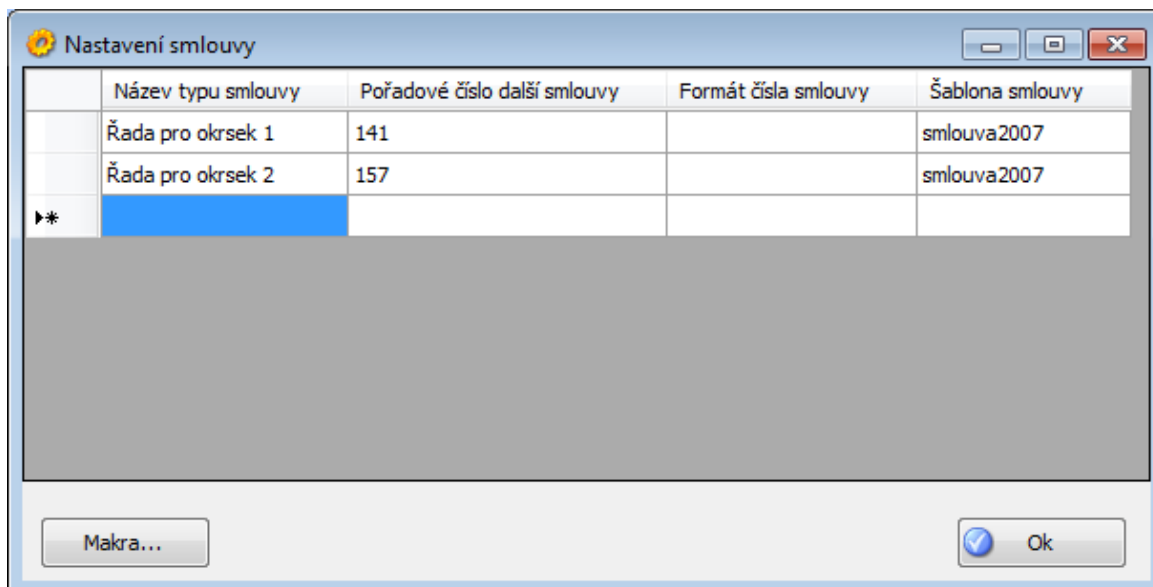 Nastavení smlouvy
Název typu smlouvy Pořadové číslo další smlouvy Formát čísla smlouvy Šablona smlouvy
Řada pro okrsek 1 141 smlouva2007
Řada pro okrsek 2 157 smlouva2007
Makra... Ok